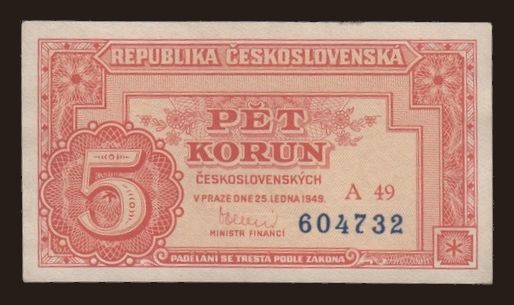 REPUBLIKA ČESKOSLOVENSKÁ
PĚT
KORUN
ČESKOSLOVENSKÝCH
V PRAZE DNE 25. LEDNA 1949.
A 49
5
604732
MINISTR FINANCÍ
PADĚLÁNÍ SE TRESTÁ PODLE ZÁKONA